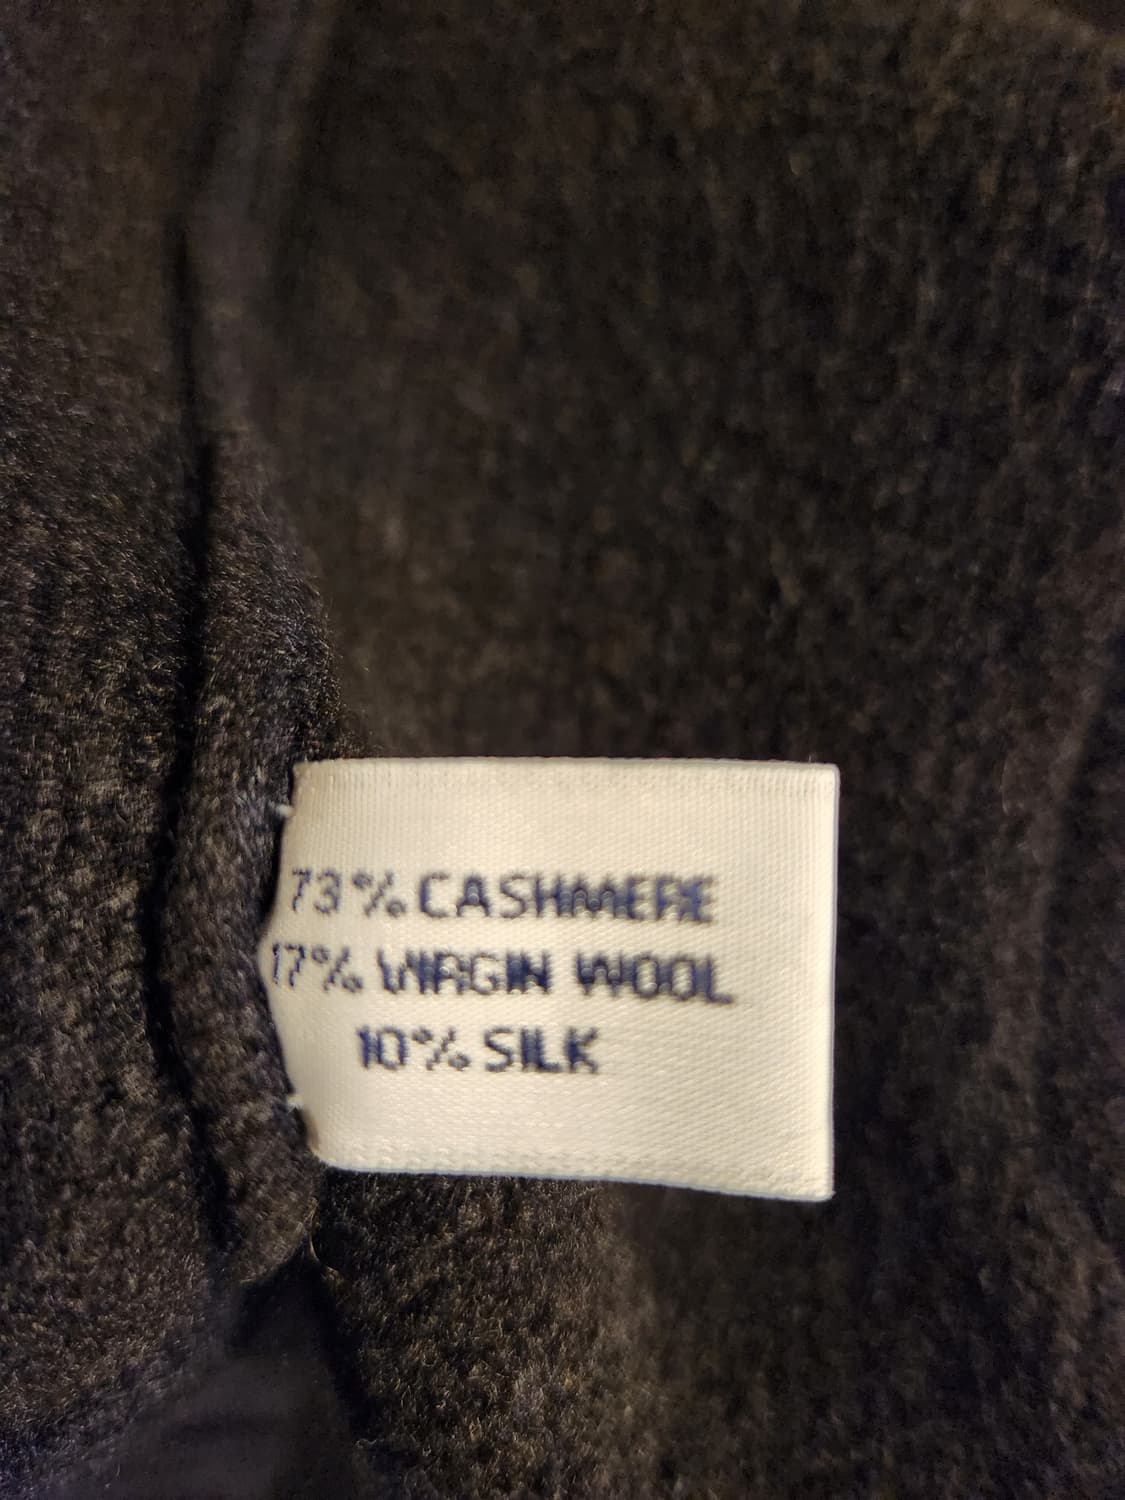 73% CASHMERE
17% VIRGIN WOOL
10% SILK